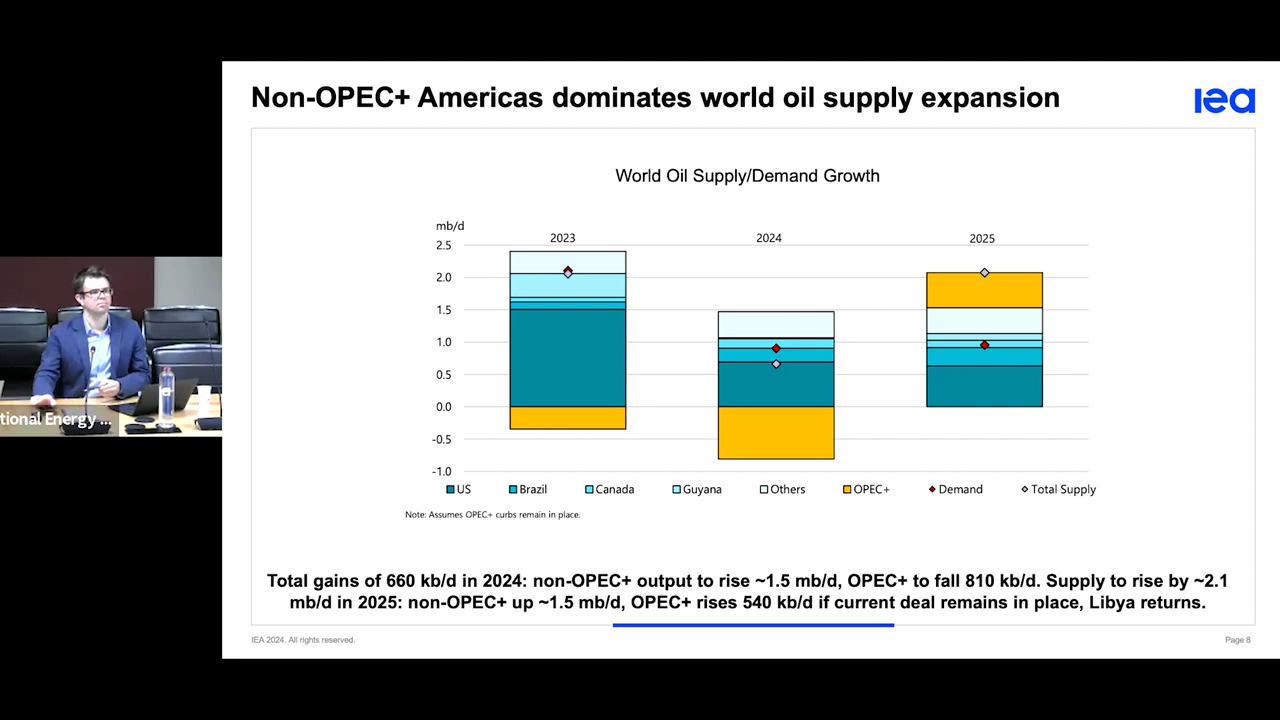 Non-OPEC+ Americas dominates world oil supply expansion
iea
World Oil Supply/Demand Growth
mb/d
2023
2024
2025
2.5
2.0
1.5
1.0
0.5
0.0
-0.5
-1.0
US
Brazil
Canada
Guyana
Others
OPEC+
Demand
Total Supply
Note: Assumes OPEC+ curbs remain in place.
Total gains of 660 kb/d in 2024: non-OPEC+ output to rise ~1.5 mb/d, OPEC+ to fall 810 kb/d. Supply to rise by ~2.1
mb/d in 2025: non-OPEC+ up ~1.5 mb/d, OPEC+ rises 540 kb/d if current deal remains in place, Libya returns.
IEA 2024. All rights reserved.
Page 8
tional Energy ...